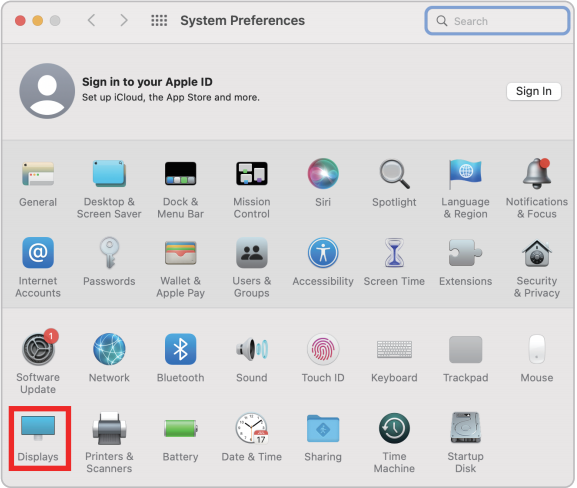 System Preferences
Search
Sign in to your Apple ID
Set up iCloud, the App Store and more.
Sign In
General
Desktop &
Screen Saver
Dock &
Menu Bar
Mission
Control
Siri
Spotlight
Language
& Region
Notifications
& Focus
@
Internet
Accounts
Passwords
Wallet &
Apple Pay
Users &
Groups
Accessibility
Screen Time
Extensions
Security
& Privacy
1
Software
Update
Network
Bluetooth
Sound
Touch ID
Keyboard
Trackpad
Mouse
Displays
Printers &
Scanners
Battery
17
Date & Time
Sharing
Time
Machine
Startup
Disk